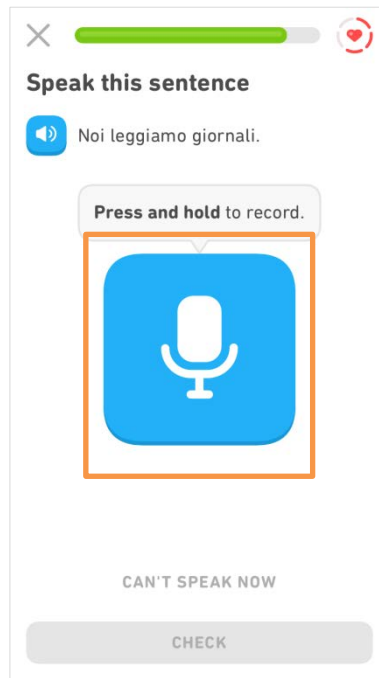 Speak this sentence
Noi leggiamo giornali.
Press and hold to record.
CAN'T SPEAK NOW
CHECK